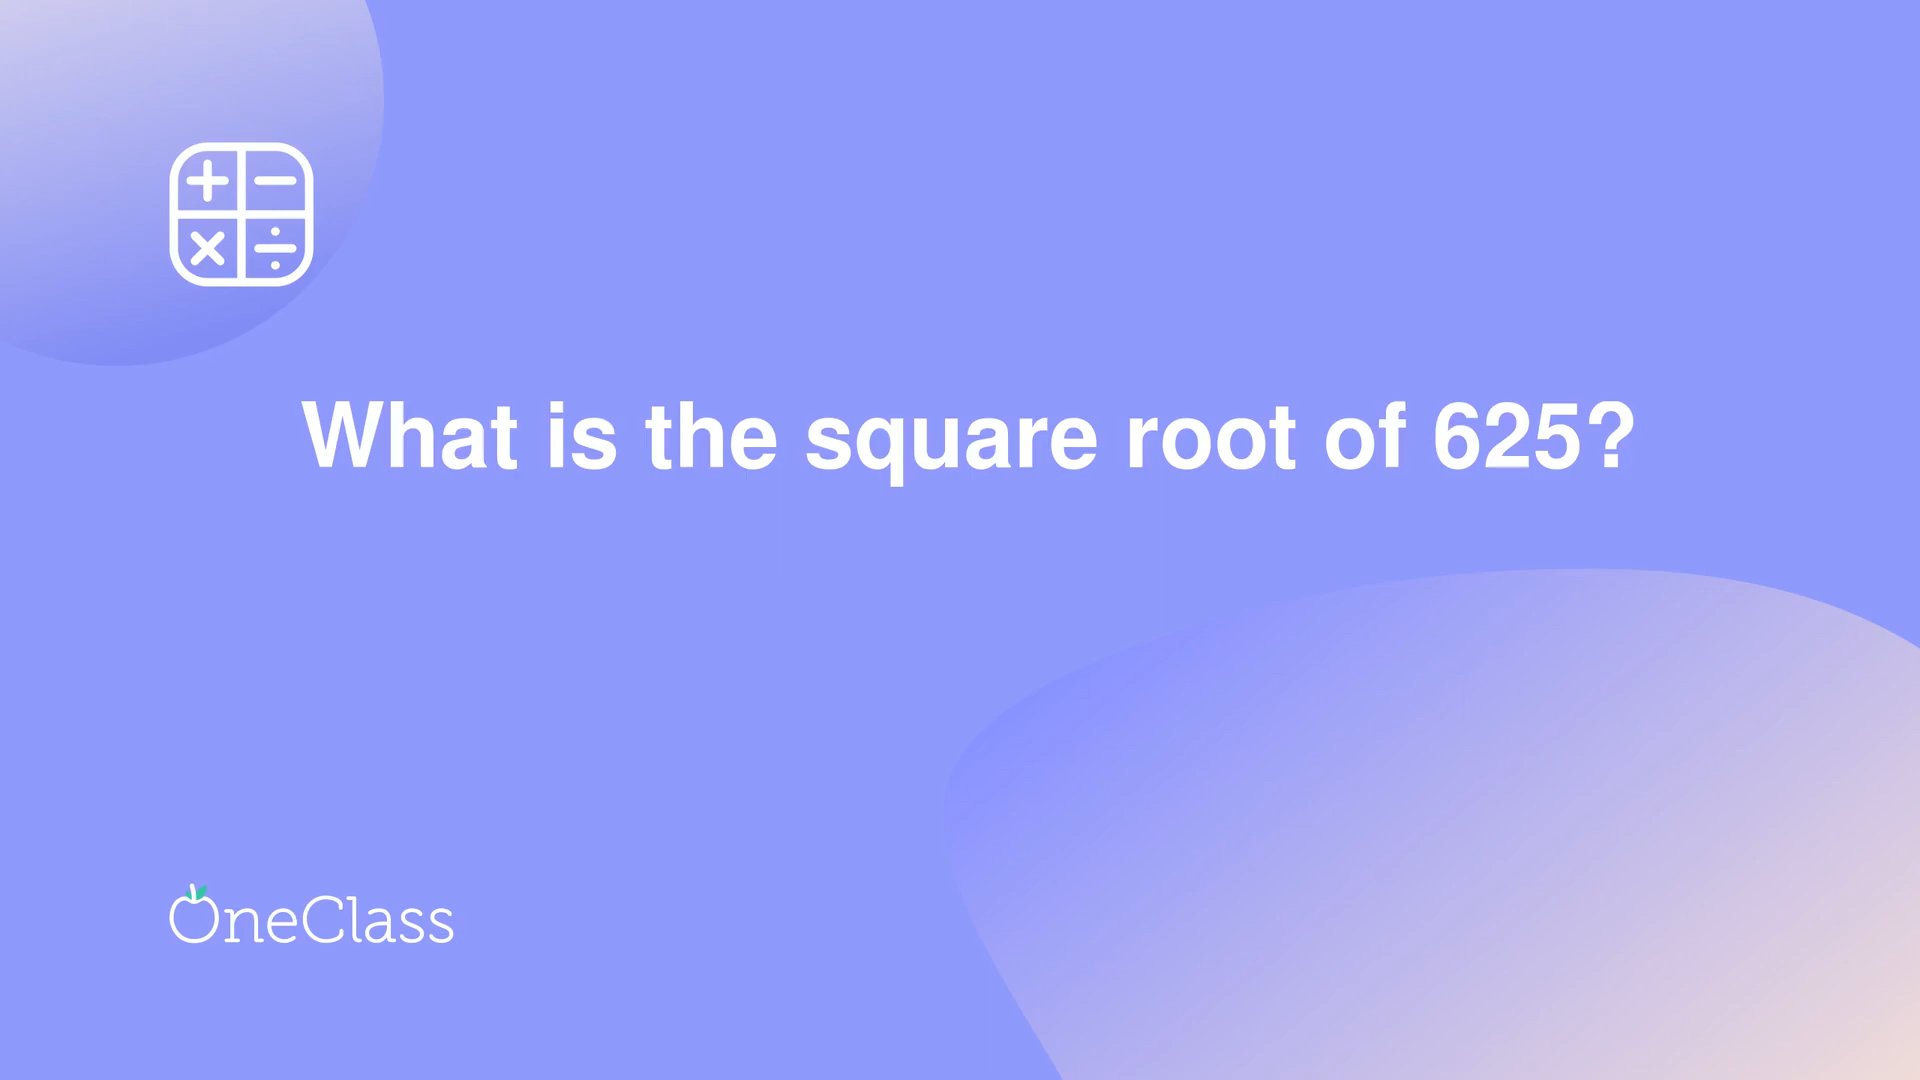 What is the square root of 625?
OneClass